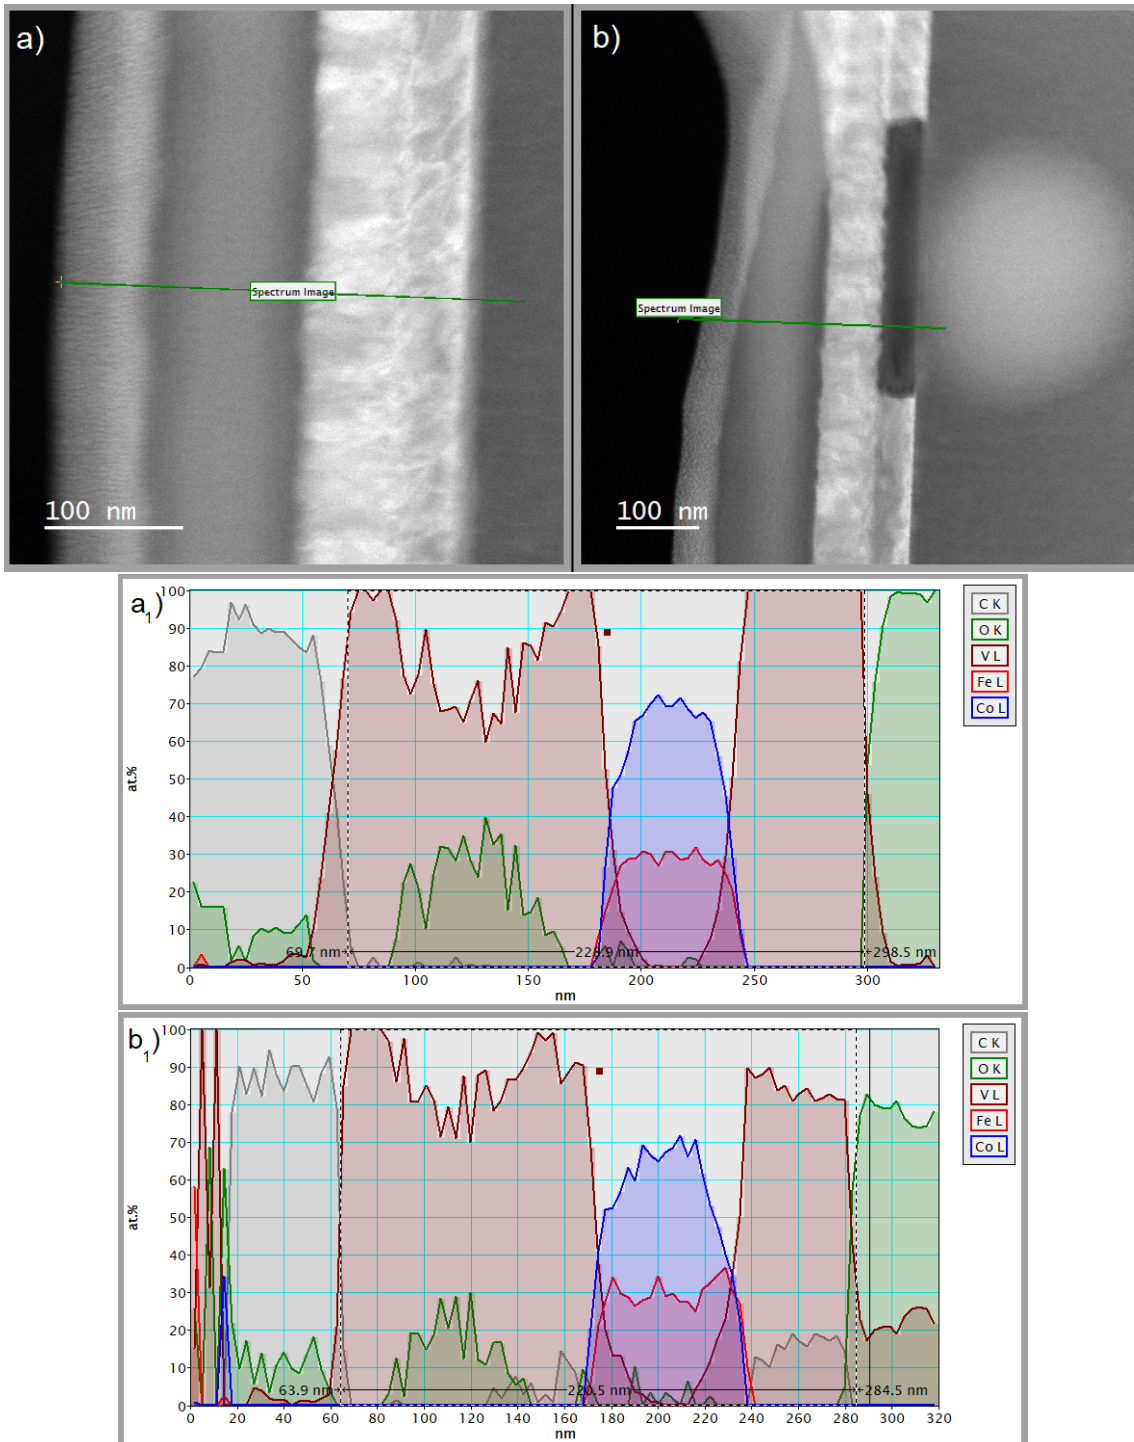 a)
Spectrum Image
100 nm
b)
Spectrum Image
100 nm
a1)
100
90
80
70
60
50
40
30
20
10
0
at.%
69.7 nm
228.9 nm
298.5 nm
0 50 100 150 200 250 300
nm
C K
O K
V L
Fe L
Co L
b1)
100
90
80
70
60
50
40
30
20
10
0
at.%
63.9 nm
220.5 nm
284.5 nm
0 20 40 60 80 100 120 140 160 180 200 220 240 260 280 300 320
nm
C K
O K
V L
Fe L
Co L